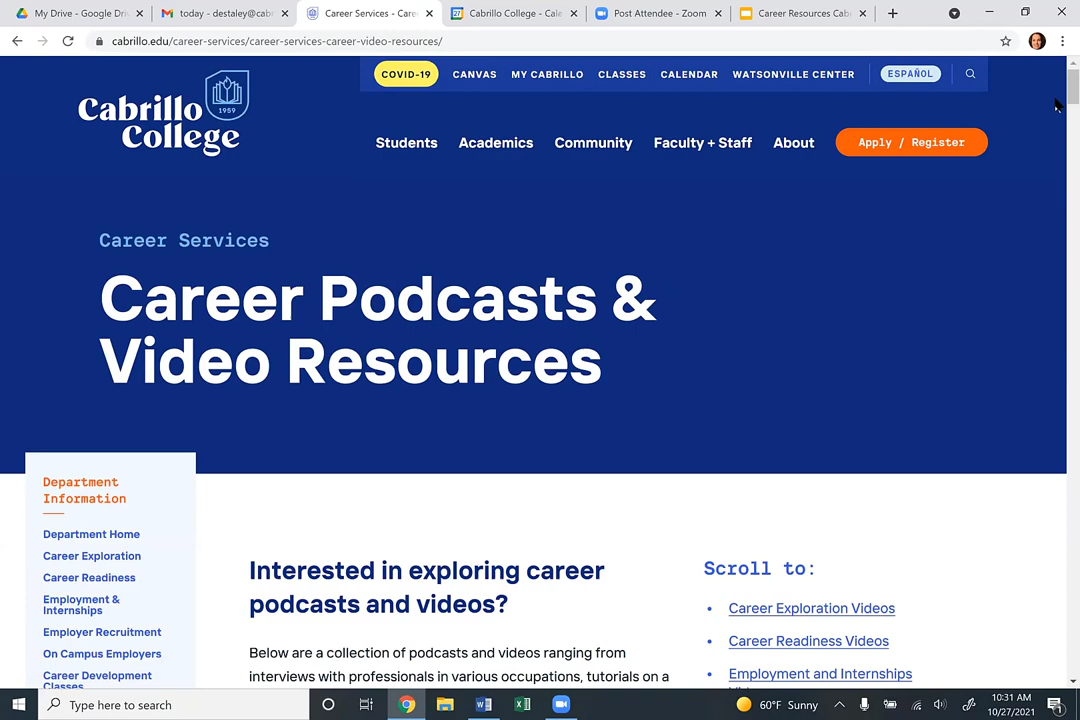 My Drive - Google Dri
today - destaley@cabr
Career Services - Care
Cabrillo College - Cale
Post Attendee - Zoom
Career Resources Cab
cabrillo.edu/career-services/career-services-career-video-resources/
COVID-19
CANVAS
MY CABRILLO
CLASSES
CALENDAR
WATSONVILLE CENTER
ESPAÑOL
Cabrillo
College
1959
Students
Academics
Community
Faculty + Staff
About
Apply / Register
Career Services
Career Podcasts &
Video Resources
Department
Information
Department Home
Career Exploration
Career Readiness
Employment &
Internships
Employer Recruitment
On Campus Employers
Career Development
Classes
Interested in exploring career
podcasts and videos?
Below are a collection of podcasts and videos ranging from
interviews with professionals in various occupations, tutorials on a
Scroll to:
• Career Exploration Videos
• Career Readiness Videos
• Employment and Internships
Type here to search
60°F Sunny
10:31 AM
10/27/2021
1